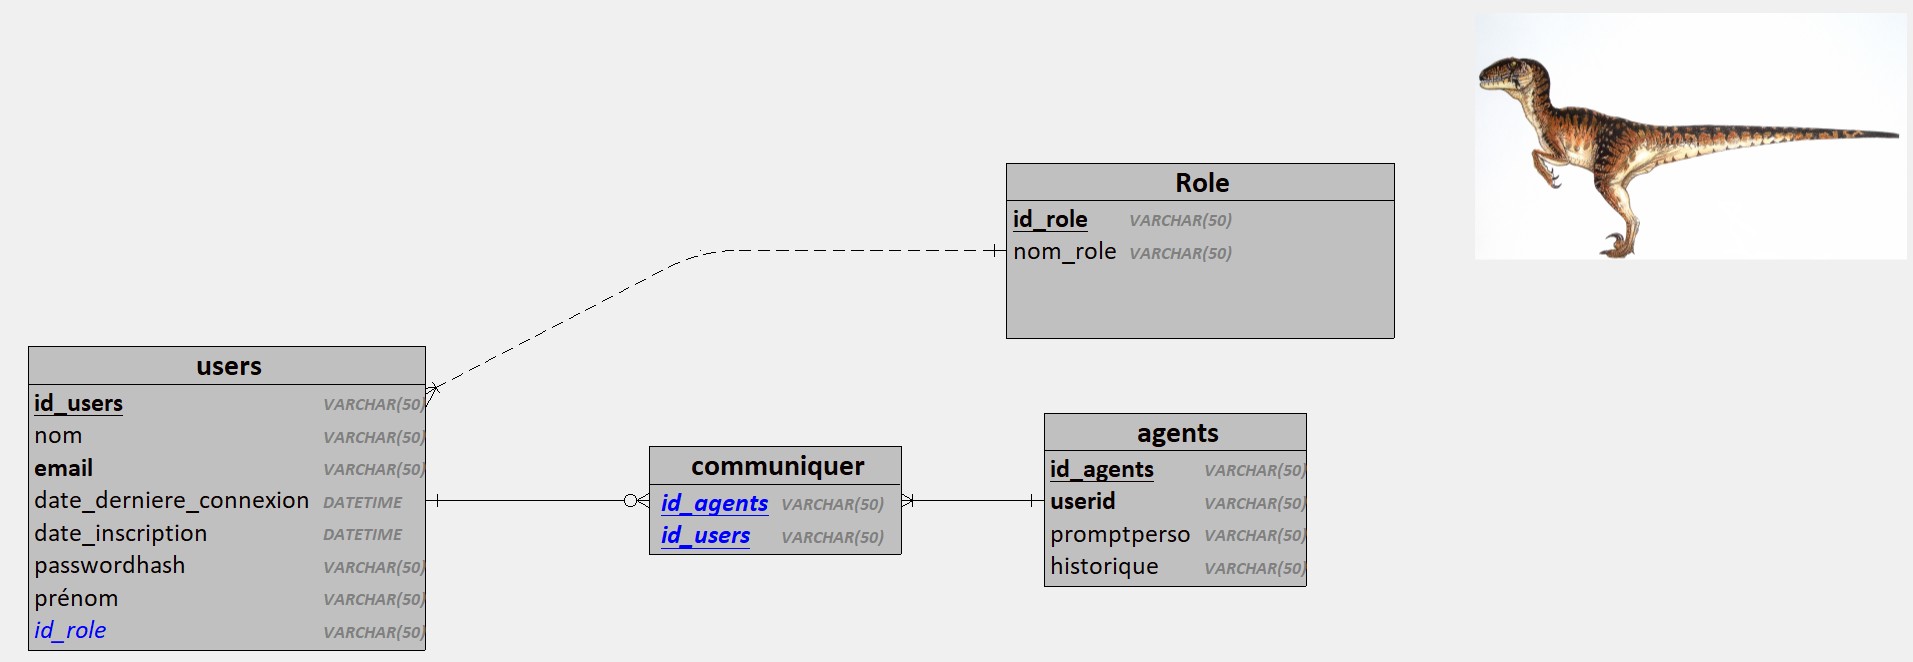 Role
id_role VARCHAR(50)
nom_role VARCHAR(50)
users
id_users VARCHAR(50)
nom VARCHAR(50)
email VARCHAR(50)
date_derniere_connexion DATETIME
date_inscription DATETIME
passwordhash VARCHAR(50)
prénom VARCHAR(50)
id_role VARCHAR(50)
communiquer
id_agents VARCHAR(50)
id_users VARCHAR(50)
agents
id_agents VARCHAR(50)
userid VARCHAR(50)
promptperso VARCHAR(50)
historique VARCHAR(50)